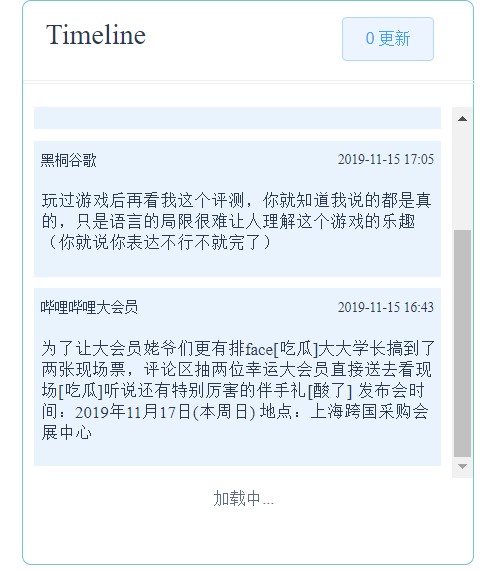 Timeline
0 更新
黑桐谷歌
2019-11-15 17:05
玩过游戏后再看我这个评测，你就知道我说的都是真
的，只是语言的局限很难让人理解这个游戏的乐趣
（你就说你表达不行不就完了）
哔哩哔哩大会员
2019-11-15 16:43
为了让大会员姥爷们更有排face[吃瓜]大大学长搞到了
两张现场票，评论区抽两位幸运大会员直接送去看现
场[吃瓜]听说还有特别厉害的伴手礼[酸了] 发布会时
间：2019年11月17日(本周日) 地点：上海跨国采购会
展中心
加载中...